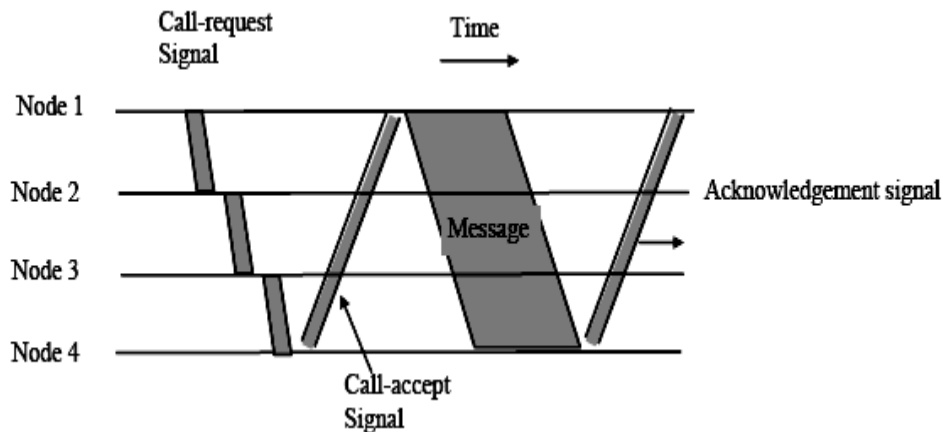 Call-request
Signal
Time
Node 1
Node 2
Acknowledgement signal
Message
Node 3
Node 4
Call-accept
Signal